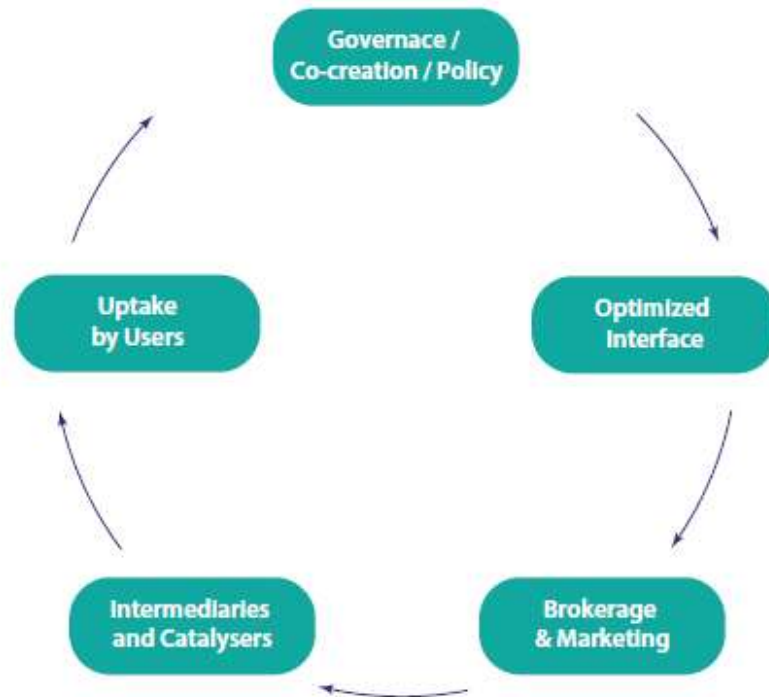 Governace /
Co-creation / Policy
Uptake
by Users
Optimized
Interface
Intermediaries
and Catalysers
Brokerage
& Marketing